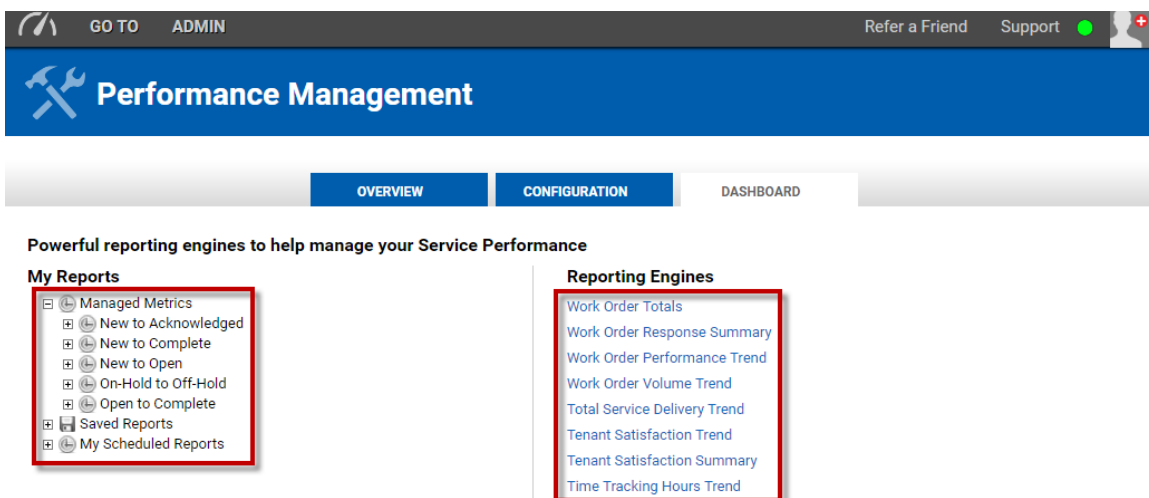 GO TO ADMIN Refer a Friend Support
Performance Management
OVERVIEW CONFIGURATION DASHBOARD
Powerful reporting engines to help manage your Service Performance
My Reports
Managed Metrics
New to Acknowledged
New to Complete
New to Open
On-Hold to Off-Hold
Open to Complete
Saved Reports
My Scheduled Reports
Reporting Engines
Work Order Totals
Work Order Response Summary
Work Order Performance Trend
Work Order Volume Trend
Total Service Delivery Trend
Tenant Satisfaction Trend
Tenant Satisfaction Summary
Time Tracking Hours Trend